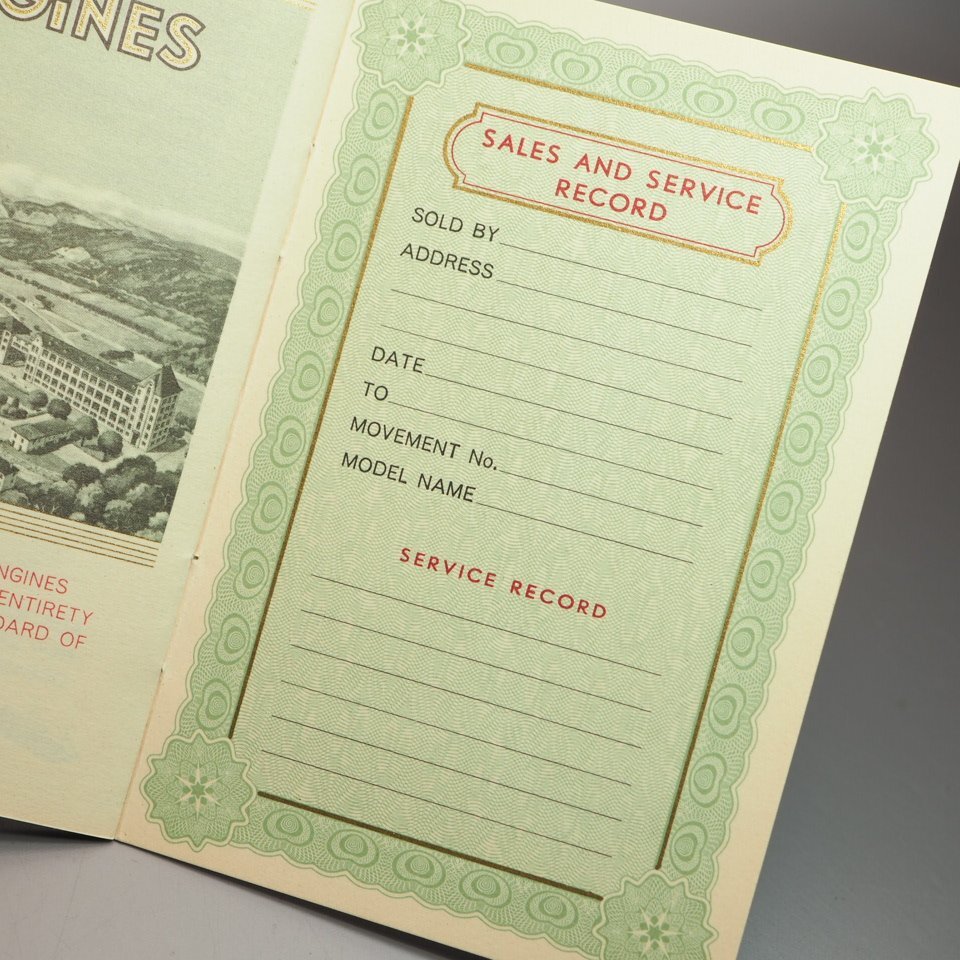 GINES
NGINES
ENTIRETY
DARD OF
SALES AND SERVICE
RECORD
SOLD BY
ADDRESS
DATE
TO
MOVEMENT No.
MODEL NAME
SERVICE RECORD